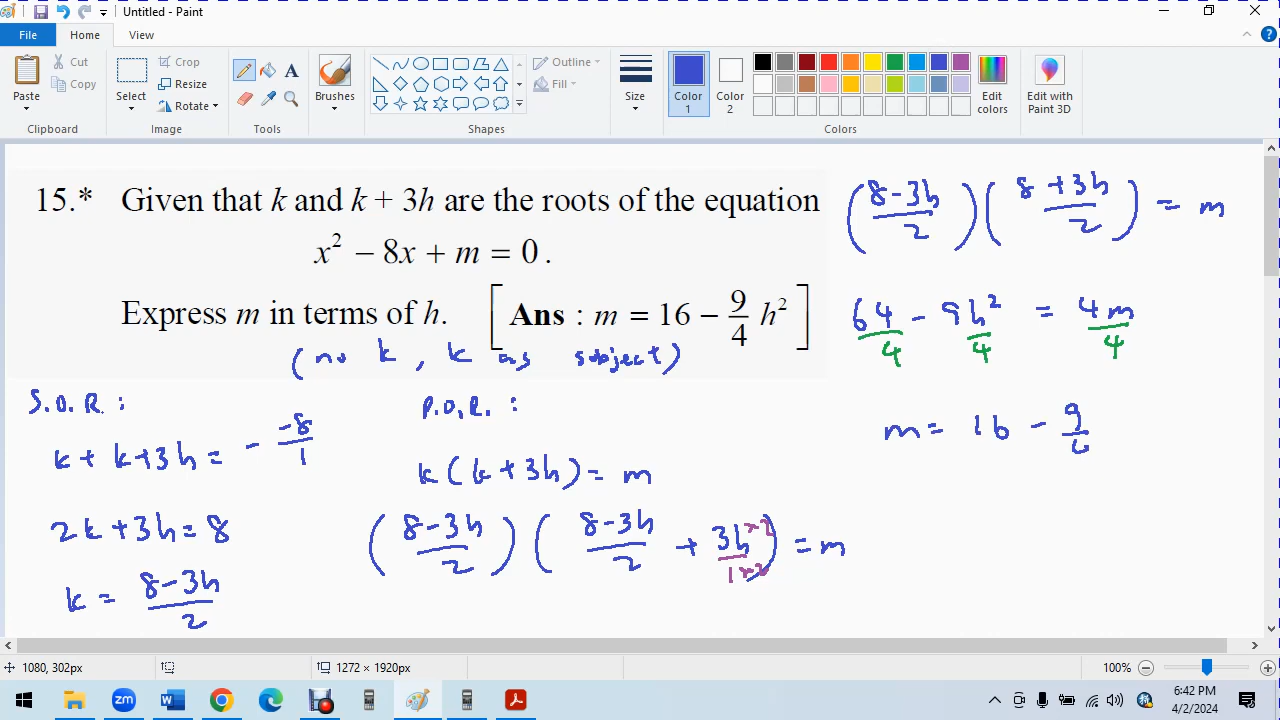 Untitled - Paint
File Home View
Paste Cut Copy Clipboard
Select Crop Resize Rotate Image
Tools
Brushes
Outline Fill Shapes
Size
Color 1 Color 2 Edit colors Colors
Edit with Paint 3D
15.* Given that k and k + 3h are the roots of the equation
x² − 8x + m = 0.
Express m in terms of h. [Ans : m = 16 − 9/4 h²]
(no k, k as subject)
S.O.R. :
k + k + 3h = - -8/1
2k + 3h = 8
k = (8 - 3h)/2
P.O.R. :
k(k + 3h) = m
((8 - 3h)/2)((8 - 3h)/2 + 3h×2/1×2) = m
((8 - 3h)/2)((8 + 3h)/2) = m
64/4 - 9h²/4 = 4m/4
m = 16 - 9/
1080, 302px
1272 × 1920px
100%
zm
W
6:42 PM
4/2/2024